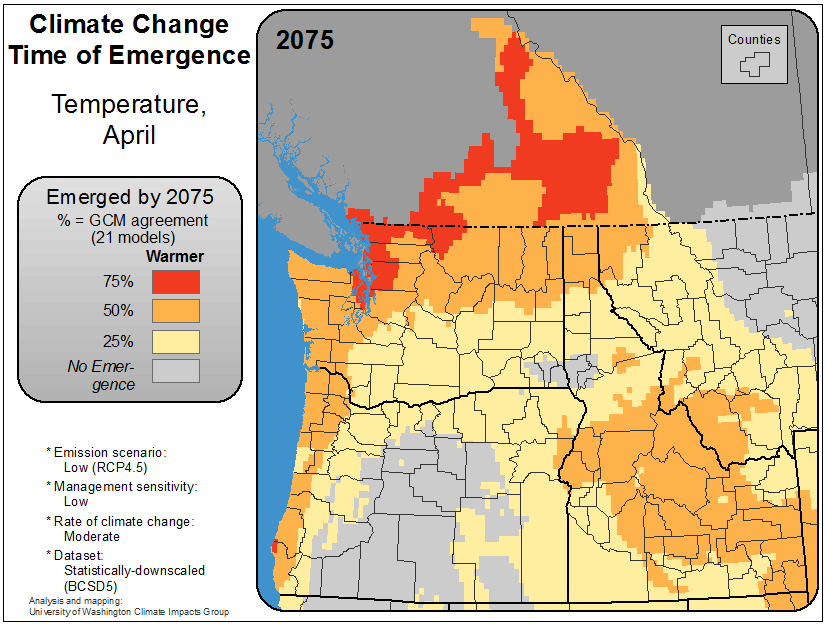 Climate Change
Time of Emergence
Temperature,
April
Emerged by 2075
% = GCM agreement
(21 models)
Warmer
75%
50%
25%
No Emer-
gence
* Emission scenario:
Low (RCP4.5)
* Management sensitivity:
Low
* Rate of climate change:
Moderate
* Dataset:
Statistically-downscaled
(BCSD5)
Analysis and mapping:
University of Washington Climate Impacts Group
2075
Counties